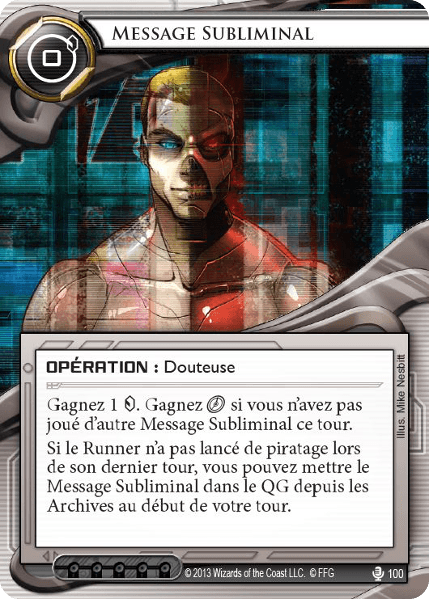 0
MESSAGE SUBLIMINAL
OPÉRATION : Douteuse
Gagnez 1. Gagnez si vous n'avez pas
joué d'autre Message Subliminal ce tour.
Si le Runner n'a pas lancé de piratage lors
de son dernier tour, vous pouvez mettre le
Message Subliminal dans le QG depuis les
Archives au début de votre tour.
Illus. Mike Nesbitt
© 2013 Wizards of the Coast LLC. © FFG
100